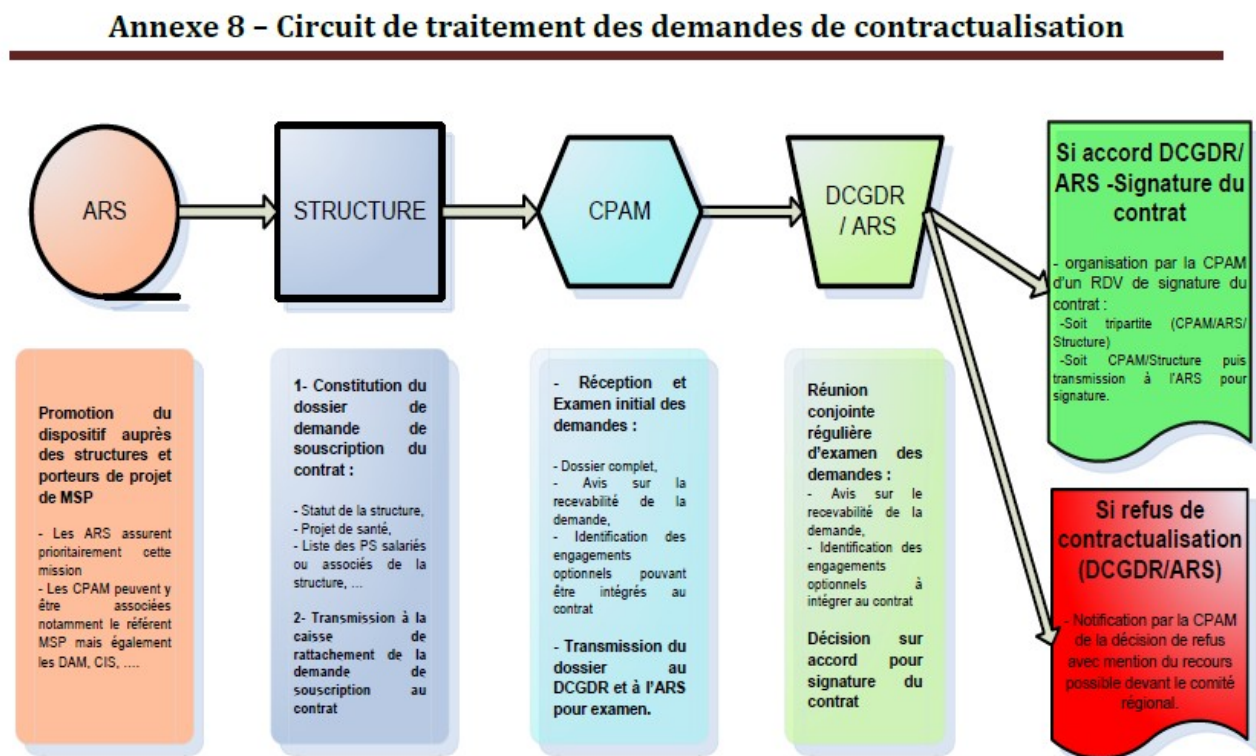 Annexe 8 – Circuit de traitement des demandes de contractualisation
ARS
STRUCTURE
CPAM
DCGDR
/ ARS
Promotion du
dispositif auprès
des structures et
porteurs de projet
de MSP
- Les ARS assurent
prioritairement cette
mission
- Les CPAM peuvent y
être associées
notamment le référent
MSP mais également
les DAM, CIS, ....
1- Constitution du
dossier de
demande de
souscription du
contrat :
- Statut de la structure,
- Projet de santé,
- Liste des PS salariés
ou associés de la
structure, ...
2- Transmission à la
caisse de
rattachement de la
demande de
souscription au
contrat
- Réception et
Examen initial des
demandes :
- Dossier complet,
- Avis sur la
recevabilité de la
demande,
- Identification des
engagements
optionnels pouvant
être intégrés au
contrat
- Transmission du
dossier au
DCGDR et à l'ARS
pour examen.
Réunion
conjointe
régulière
d'examen des
demandes :
- Avis sur le
recevabilité de la
demande,
- Identification des
engagements
optionnels à
intégrer au contrat
Décision sur
accord pour
signature du
contrat
Si accord DCGDR/
ARS -Signature du
contrat
- organisation par la CPAM
d'un RDV de signature du
contrat :
-Soit tripartite (CPAM/ARS/
Structure)
-Soit CPAM/Structure puis
transmission à l'ARS pour
signature.
Si refus de
contractualisation
(DCGDR/ARS)
- Notification par la CPAM
de la décision de refus
avec mention du recours
possible devant le comité
régional.